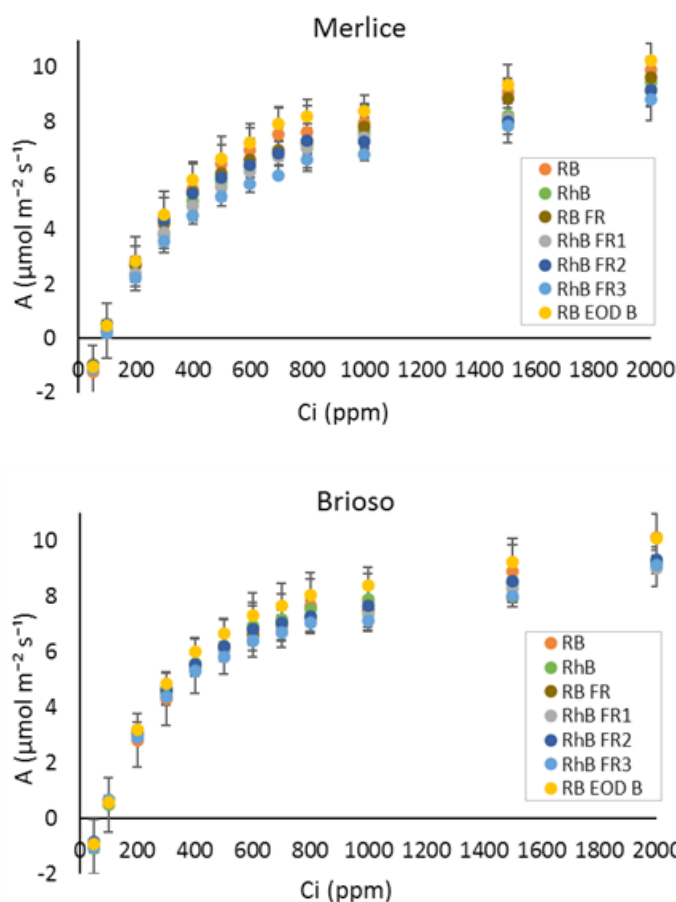 Merlice
10
8
6
4
2
0
-2
A (µmol m⁻² s⁻¹)
0 200 400 600 800 1000 1200 1400 1600 1800 2000
Ci (ppm)
RB
RhB
RB FR
RhB FR1
RhB FR2
RhB FR3
RB EOD B
Brioso
10
8
6
4
2
0
-2
A (µmol m⁻² s⁻¹)
0 200 400 600 800 1000 1200 1400 1600 1800 2000
Ci (ppm)
RB
RhB
RB FR
RhB FR1
RhB FR2
RhB FR3
RB EOD B